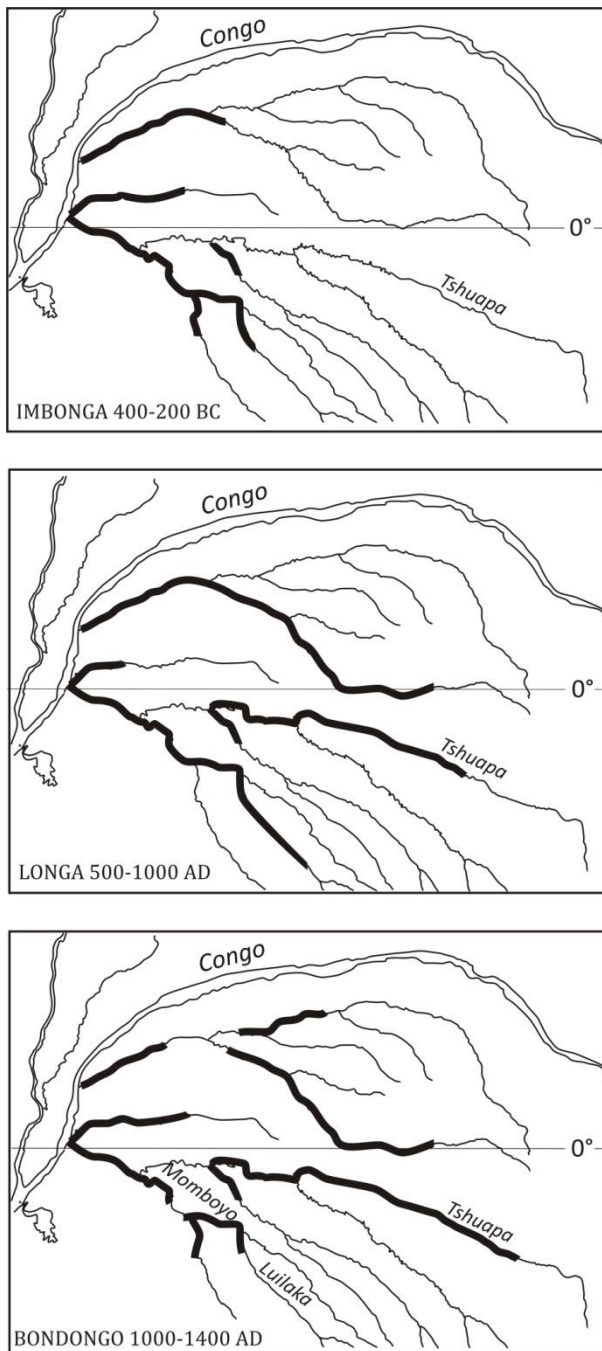 Congo
0°
Tshuapa
IMBONGA 400-200 BC
Congo
0°
Tshuapa
LONGA 500-1000 AD
Congo
0°
Momboyo
Tshuapa
Luilaka
BONDONGO 1000-1400 AD